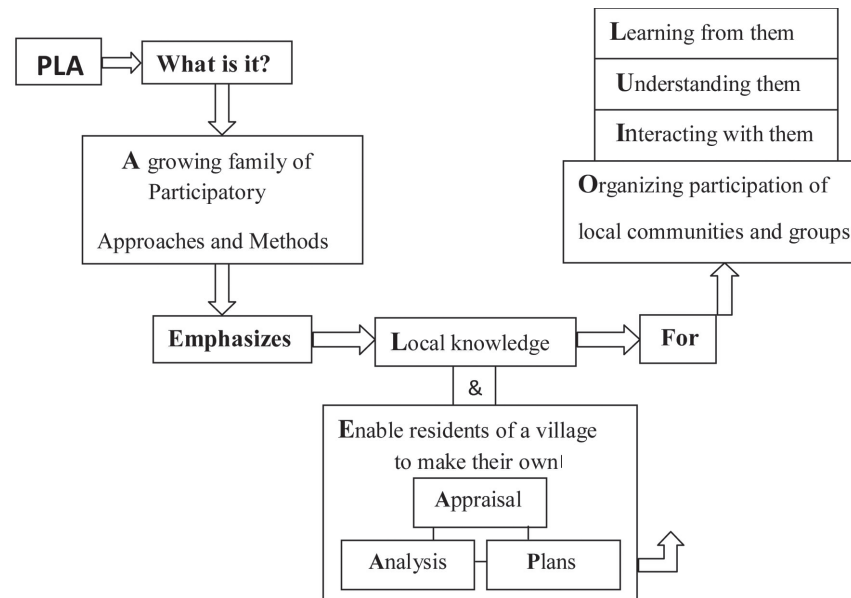 PLA
What is it?
A growing family of
Participatory
Approaches and Methods
Emphasizes
Local knowledge
&
Enable residents of a village
to make their own
Appraisal
Analysis
Plans
For
Learning from them
Understanding them
Interacting with them
Organizing participation of
local communities and groups